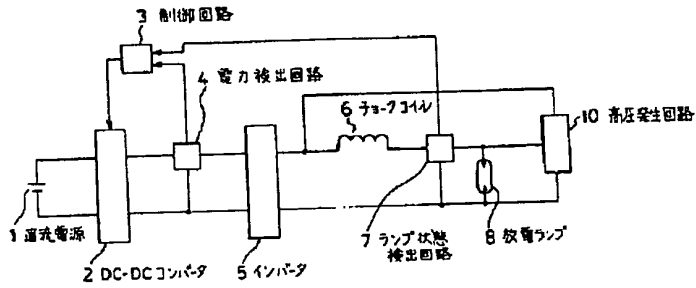 3 制御回路
4 電力検出回路
6 チョークコイル
10 高圧発生回路
1 直流電源
2 DC-DCコンバータ
5 インバータ
7 ランプ状態
検出回路
8 放電ランプ